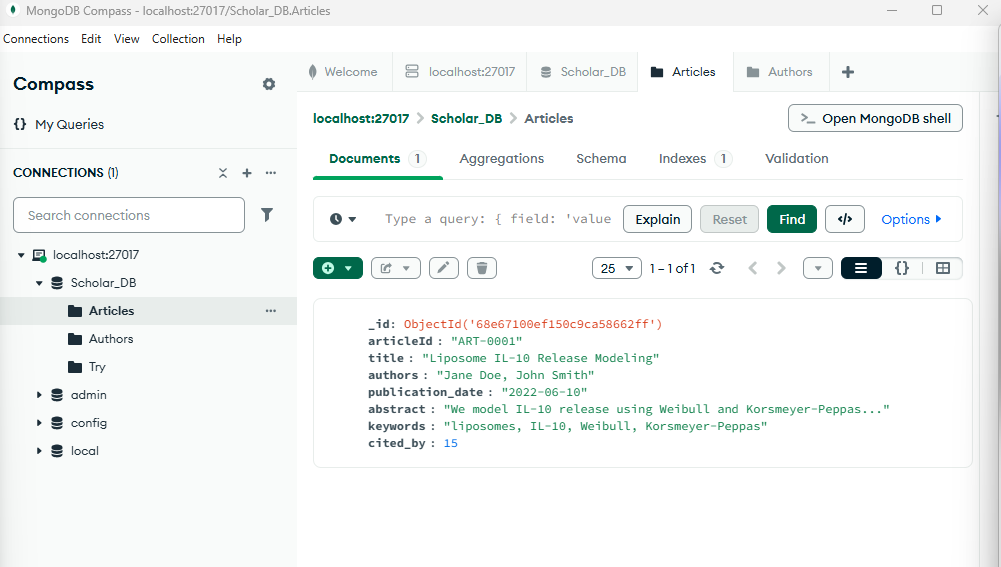 MongoDB Compass - localhost:27017/Scholar_DB.Articles
Connections Edit View Collection Help
Compass
{} My Queries
CONNECTIONS (1)
Search connections
localhost:27017
Scholar_DB
Articles
Authors
Try
admin
config
local
Welcome localhost:27017 Scholar_DB Articles Authors
localhost:27017 > Scholar_DB > Articles
>_ Open MongoDB shell
Documents 1 Aggregations Schema Indexes 1 Validation
Type a query: { field: 'value Explain Reset Find </> Options
25 1 – 1 of 1 {}
_id: ObjectId('68e67100ef150c9ca58662ff')
articleId : "ART-0001"
title : "Liposome IL-10 Release Modeling"
authors : "Jane Doe, John Smith"
publication_date : "2022-06-10"
abstract : "We model IL-10 release using Weibull and Korsmeyer-Peppas..."
keywords : "liposomes, IL-10, Weibull, Korsmeyer-Peppas"
cited_by : 15